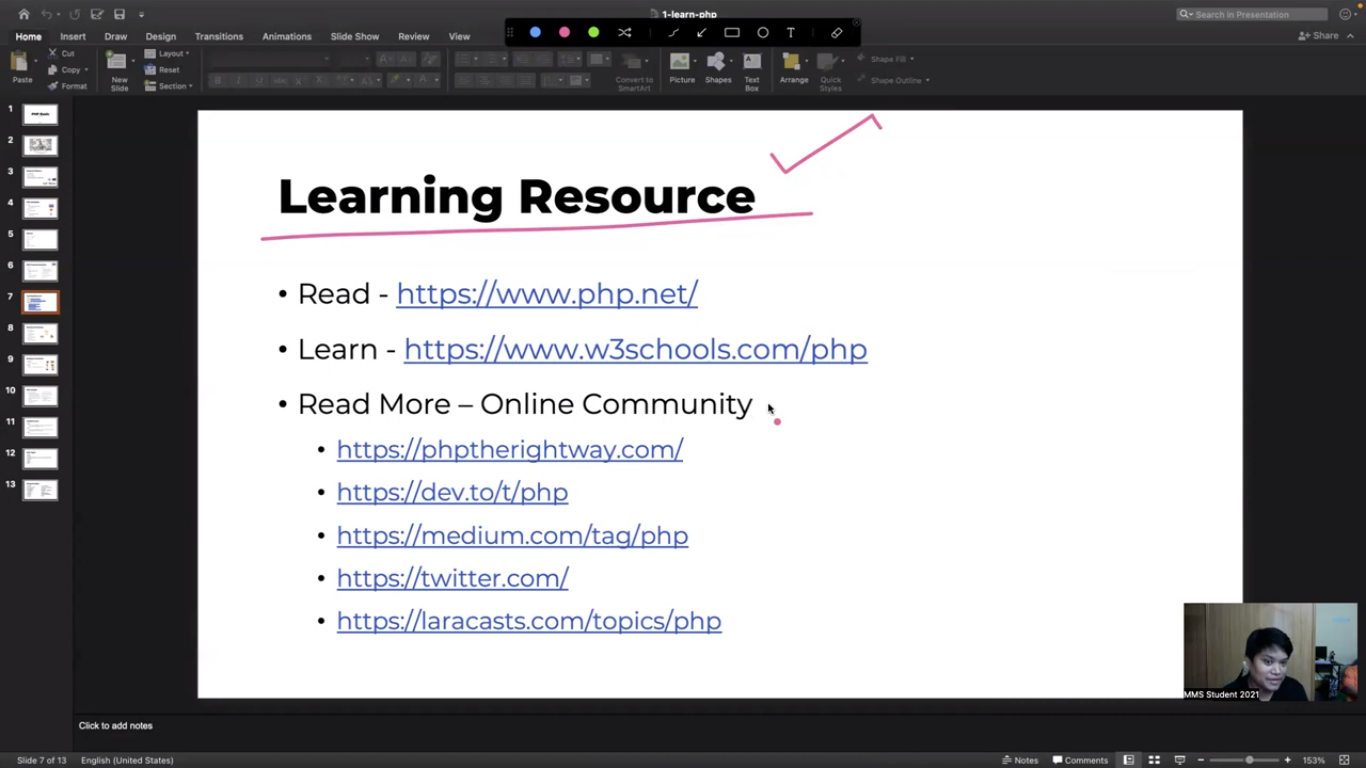 1-learn-php
Search in Presentation
Home Insert Draw Design Transitions Animations Slide Show Review View
Share
Paste
Cut
Copy
Format
New Slide
Layout
Reset
Section
Convert to SmartArt
Picture
Shapes
Text Box
Arrange
Quick Styles
Shape Fill
Shape Outline
T
1
2
3
4
5
6
7
8
9
10
11
12
13
Learning Resource
• Read - https://www.php.net/
• Learn - https://www.w3schools.com/php
• Read More – Online Community
• https://phptherightway.com/
• https://dev.to/t/php
• https://medium.com/tag/php
• https://twitter.com/
• https://laracasts.com/topics/php
MMS Student 2021
Click to add notes
Slide 7 of 13 English (United States) Notes Comments 153%